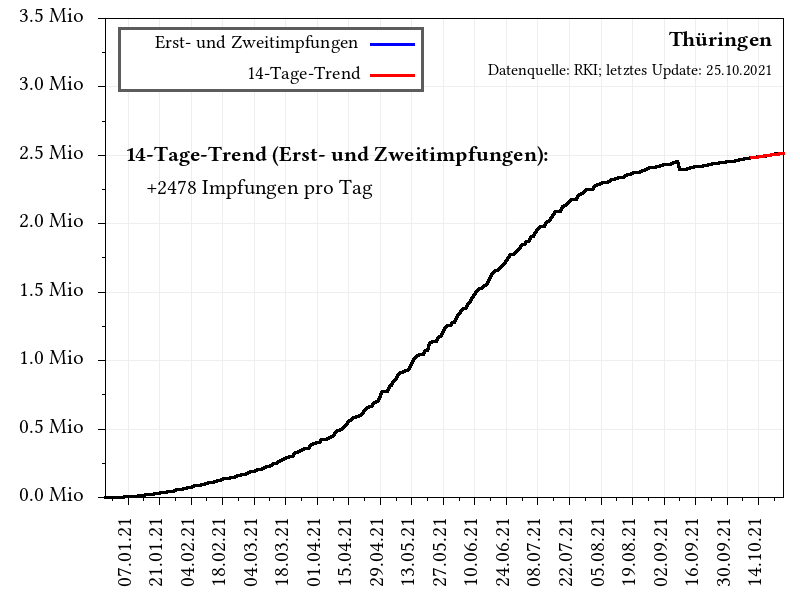 Erst- und Zweitimpfungen
14-Tage-Trend
Thüringen
Datenquelle: RKI; letztes Update: 25.10.2021
14-Tage-Trend (Erst- und Zweitimpfungen):
+2478 Impfungen pro Tag
3.5 Mio
3.0 Mio
2.5 Mio
2.0 Mio
1.5 Mio
1.0 Mio
0.5 Mio
0.0 Mio
07.01.21
21.01.21
04.02.21
18.02.21
04.03.21
18.03.21
01.04.21
15.04.21
29.04.21
13.05.21
27.05.21
10.06.21
24.06.21
08.07.21
22.07.21
05.08.21
19.08.21
02.09.21
16.09.21
30.09.21
14.10.21